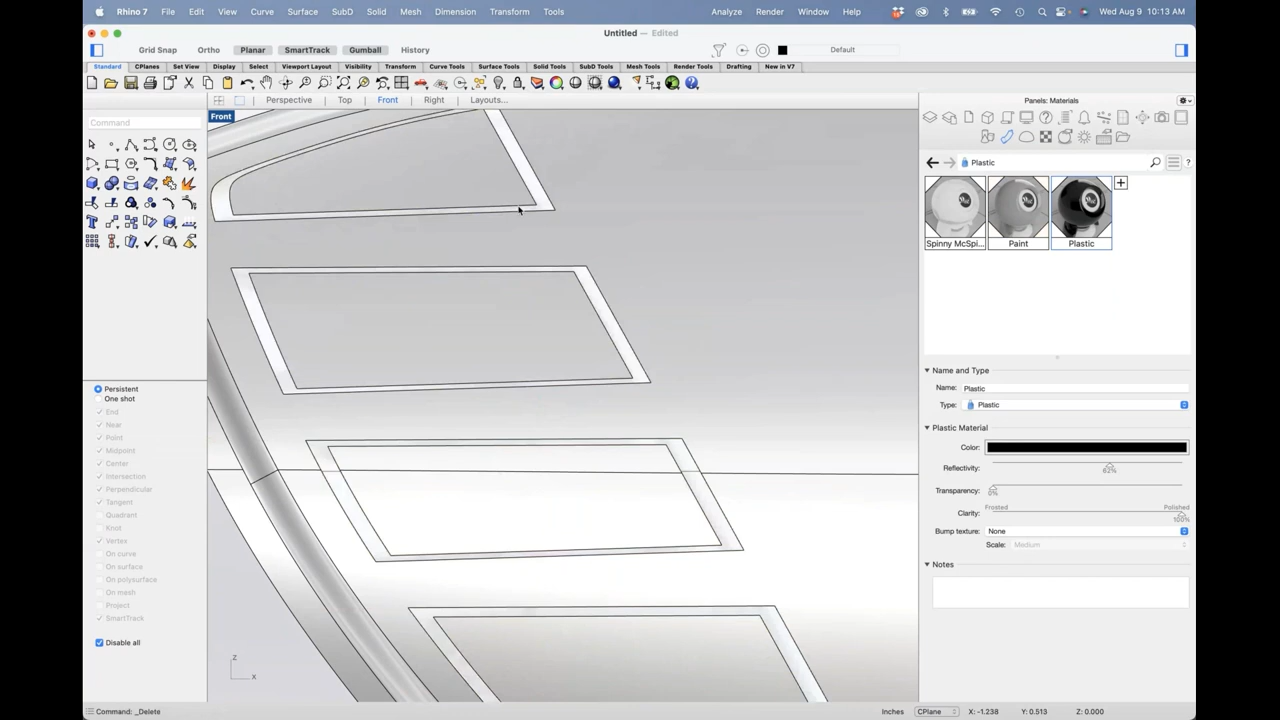 Rhino 7 File Edit View Curve Surface SubD Solid Mesh Dimension Transform Tools Analyze Render Window Help Wed Aug 9 10:13 AM
Untitled — Edited
Grid Snap Ortho Planar SmartTrack Gumball History Default
Standard CPlanes Set View Display Select Viewport Layout Visibility Transform Curve Tools Surface Tools Solid Tools SubD Tools Mesh Tools Render Tools Drafting New in V7
Perspective Top Front Right Layouts...
Panels: Materials
Front
Command
Plastic
?
Spinny McSpi... Paint Plastic
Name and Type
Name: Plastic
Type: Plastic
Plastic Material
Color:
Reflectivity:
62%
Transparency:
0%
Frosted Polished
Clarity:
100%
Bump texture: None
Scale: Medium
Notes
Persistent
One shot
End
Near
Point
Midpoint
Center
Intersection
Perpendicular
Tangent
Quadrant
Knot
Vertex
On curve
On surface
On polysurface
On mesh
Project
SmartTrack
Disable all
z
x
Command: _Delete Inches CPlane X: -1.238 Y: 0.513 Z: 0.000